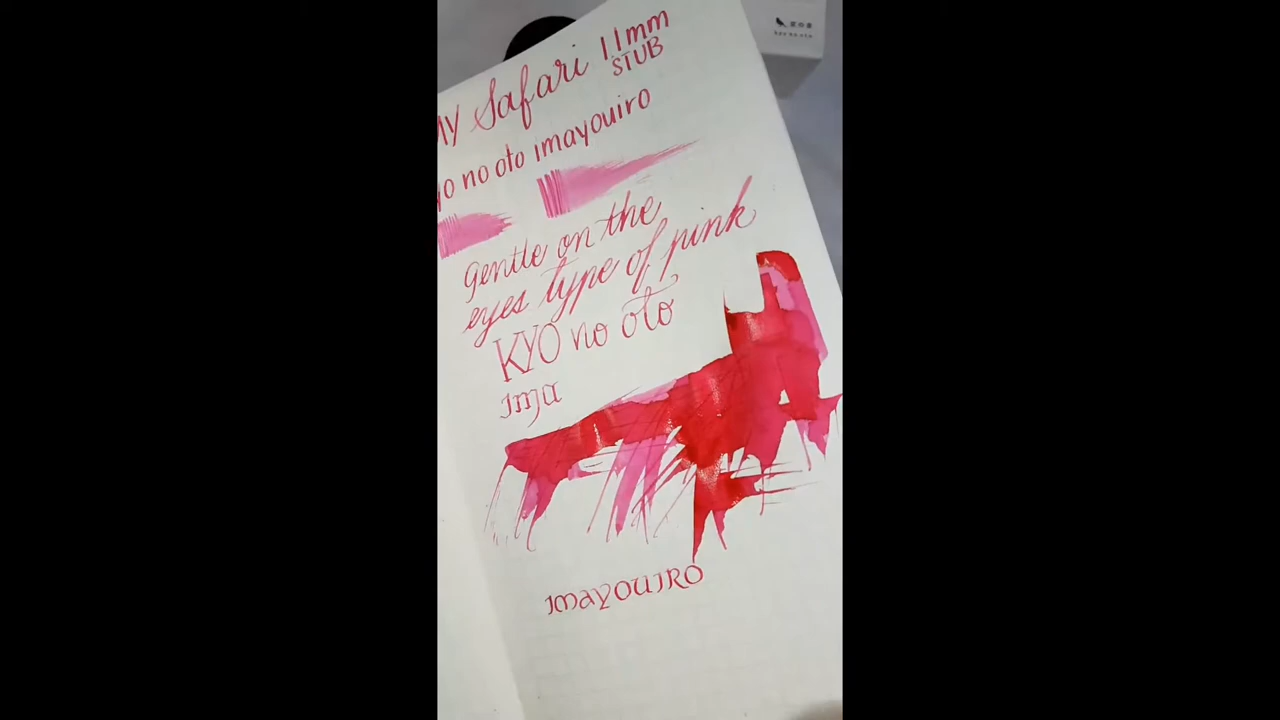 MY Safari 1.1mm
STUB
yo no oto imayouiro
gentle on the
eyes type of pink
KYO no oto
ima
imayouiro